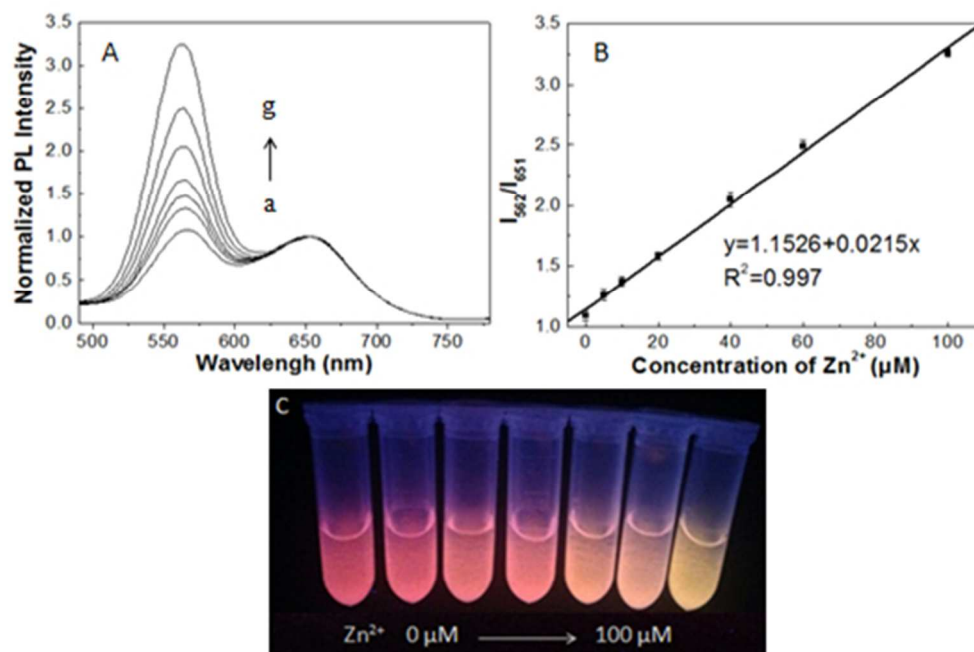 A
g
a
3.5
3.0
2.5
2.0
1.5
1.0
0.5
0.0
Normalized PL Intensity
500 550 600 650 700 750
Wavelengh (nm)
B
3.5
3.0
2.5
2.0
1.5
1.0
I₅₆₂/I₆₅₁
y=1.1526+0.0215x
R²=0.997
0 20 40 60 80 100
Concentration of Zn²⁺ (μM)
C
Zn²⁺ 0 μM 100 μM